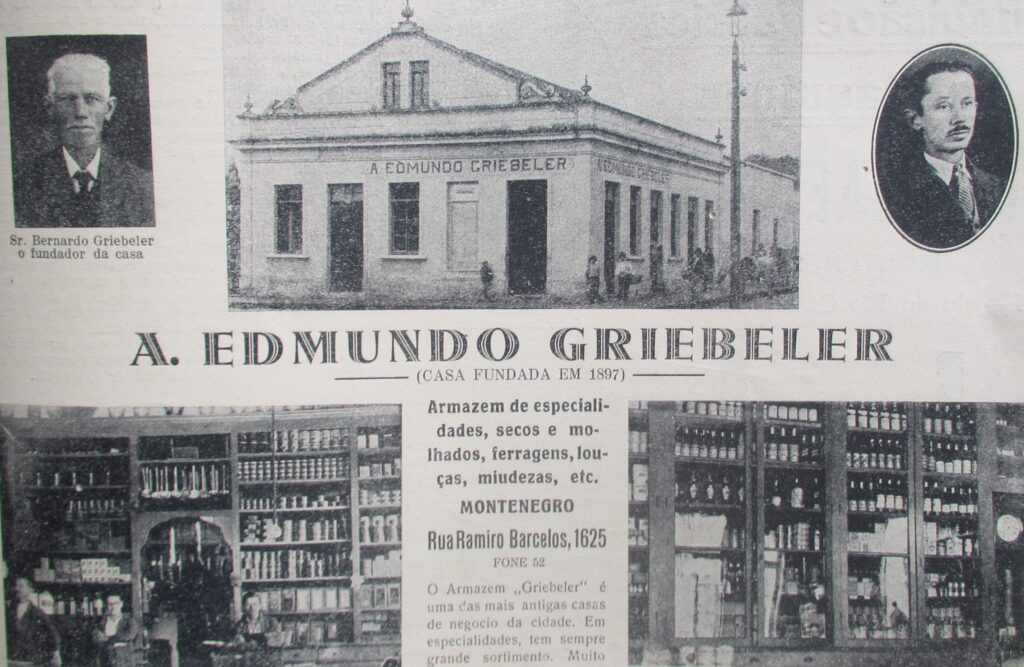 A EDMUNDO GRIEBELER
A EDMUNDO GRIEBELER
Sr. Bernardo Griebeler
o fundador da casa
A. EDMUNDO GRIEBELER
(CASA FUNDADA EM 1897)
Armazem de especiali-
dades, secos e mo-
lhados, ferragens, lou-
ças, miudezas, etc.
MONTENEGRO
Rua Ramiro Barcelos, 1625
FONE 52
O Armazem „Griebeler“ é
uma das mais antigas casas
de negocio da cidade. Em
especialidades, tem sempre
grande sortimento. Muito